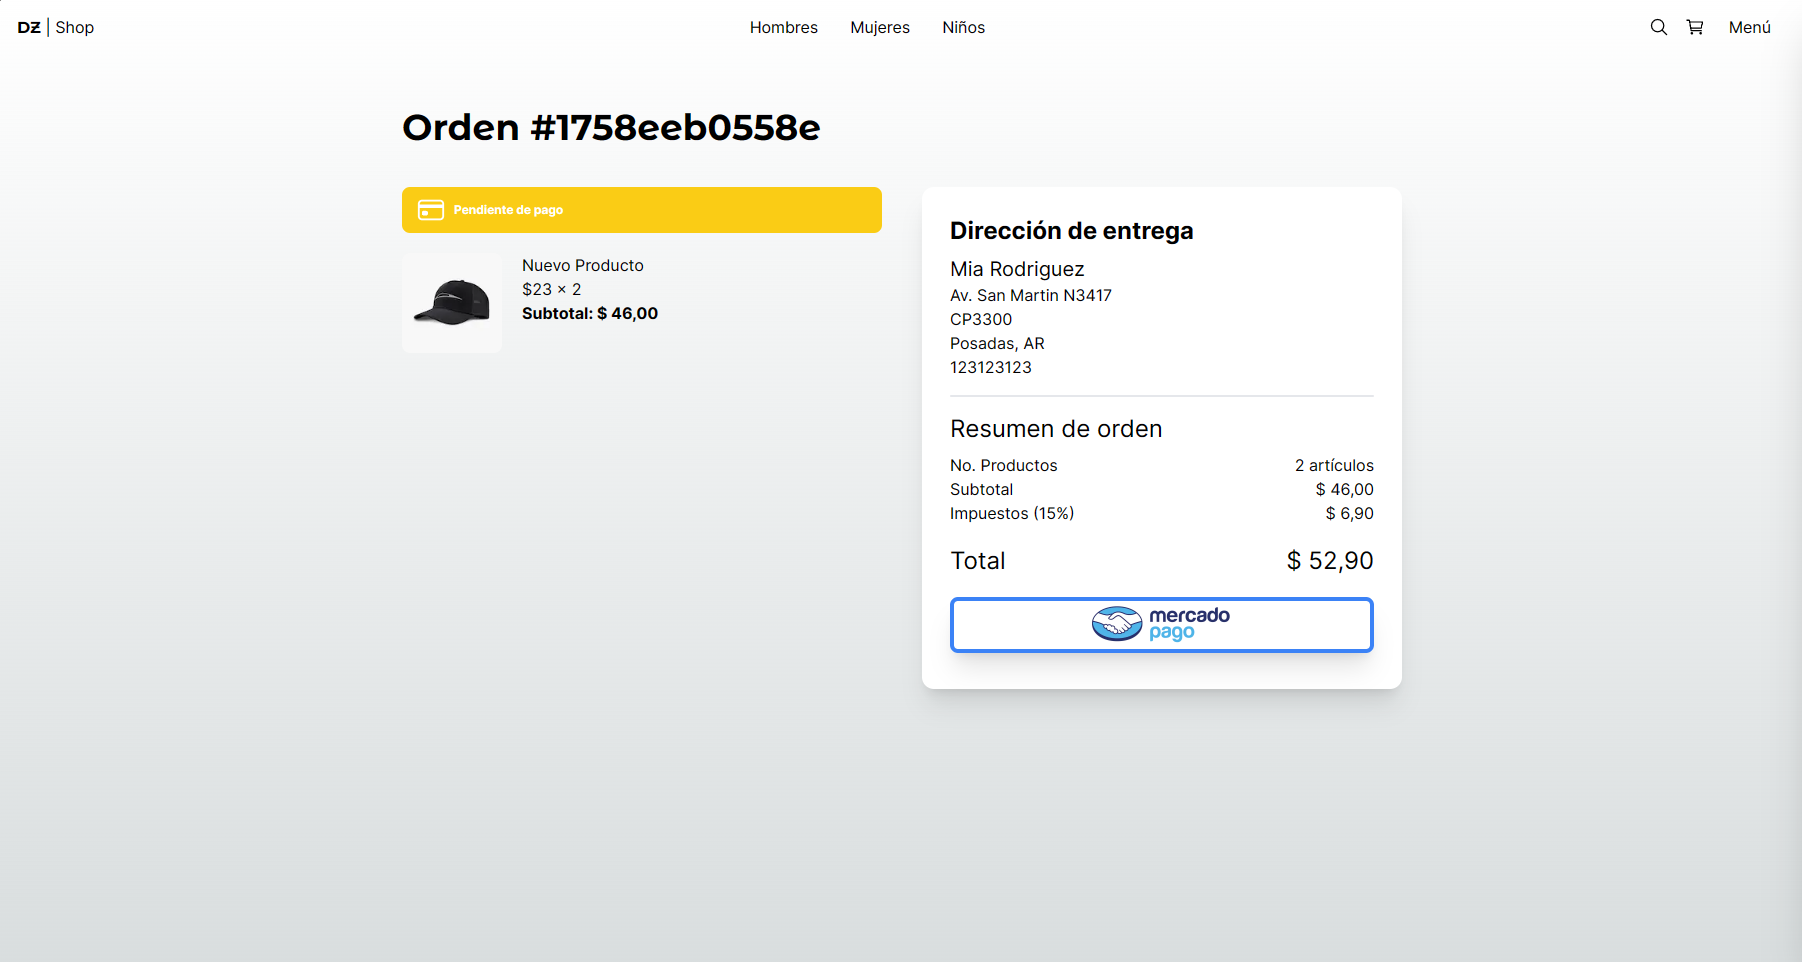 DƵ | Shop
Hombres
Mujeres
Niños
Menú
Orden #1758eeb0558e
Pendiente de pago
Nuevo Producto
$23 × 2
Subtotal: $ 46,00
Dirección de entrega
Mia Rodriguez
Av. San Martin N3417
CP3300
Posadas, AR
123123123
Resumen de orden
No. Productos 2 artículos
Subtotal $ 46,00
Impuestos (15%) $ 6,90
Total $ 52,90
mercado
pago